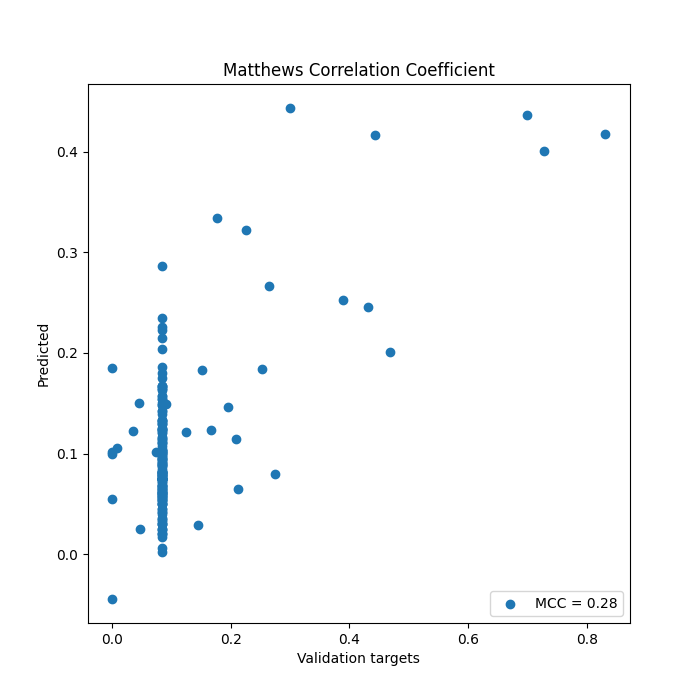 Matthews Correlation Coefficient
Predicted
0.4
0.3
0.2
0.1
0.0
MCC = 0.28
0.0 0.2 0.4 0.6 0.8
Validation targets